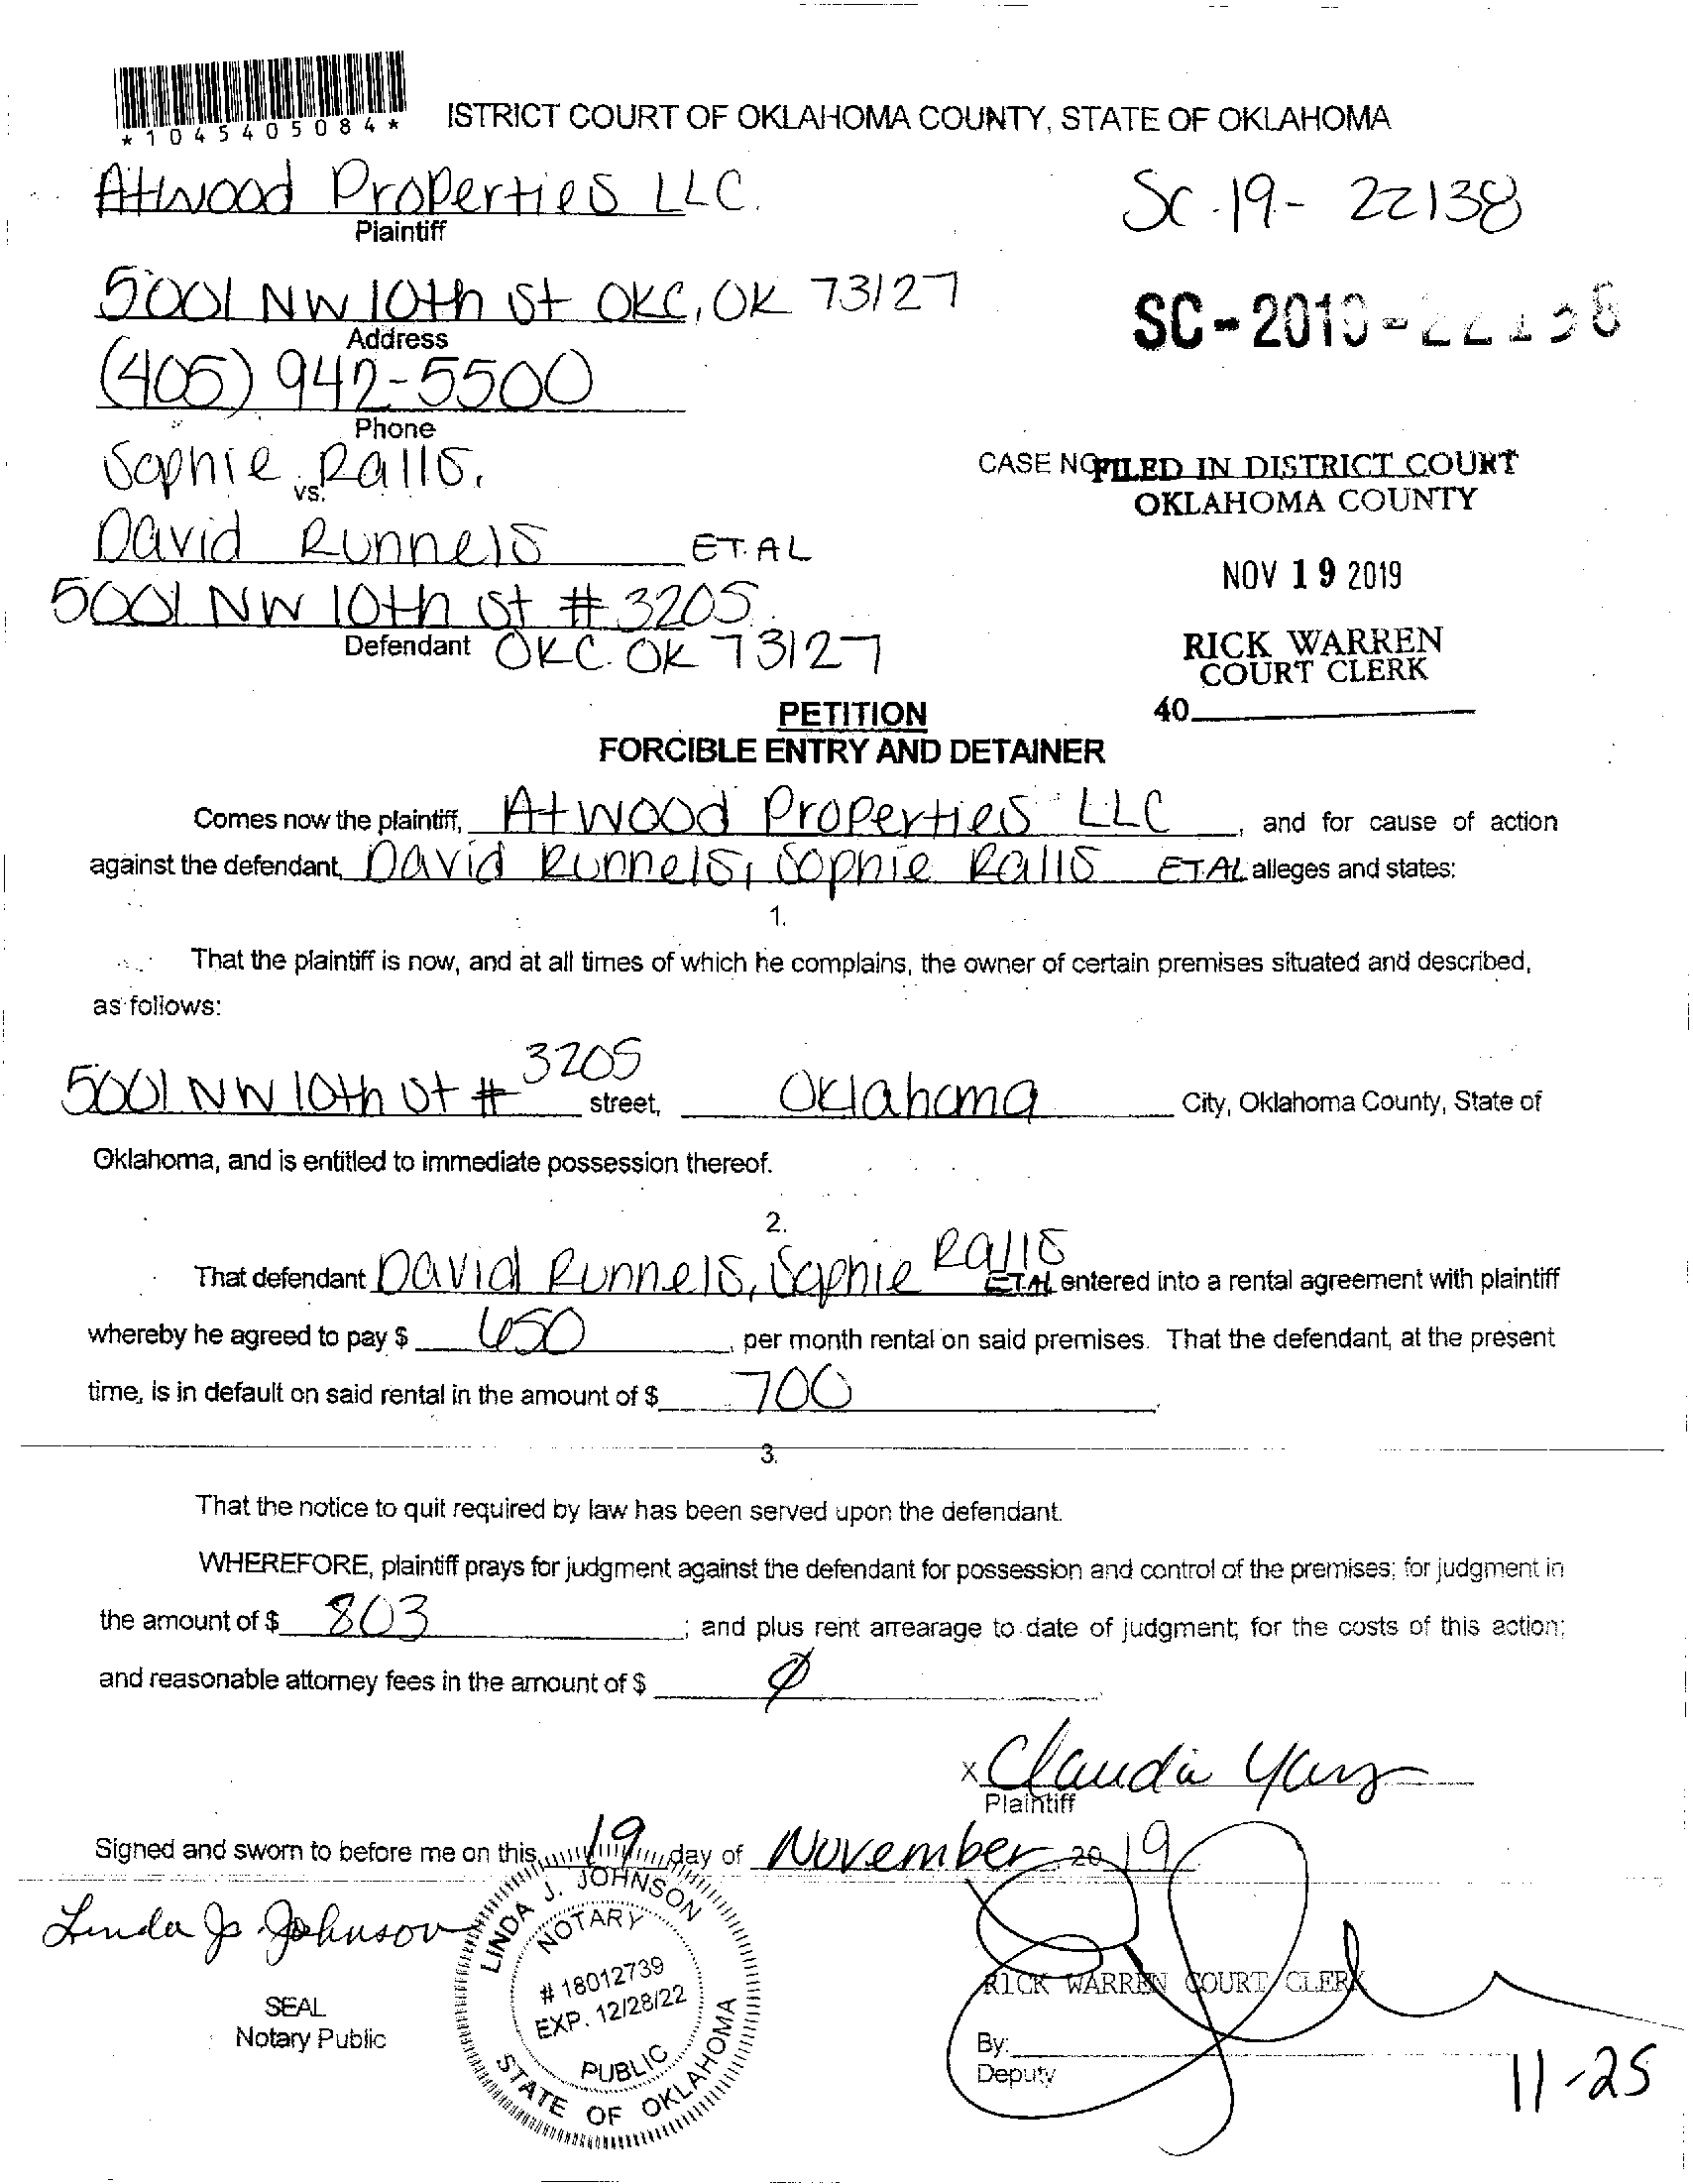 *1045405084*
ISTRICT COURT OF OKLAHOMA COUNTY, STATE OF OKLAHOMA
Atwood Properties LLC.
Plaintiff
SC-19-22138
5001 NW 10th St OKC, OK 73127
Address
SC-2019-22138
(405) 942-5500
Phone
Sophie Ralls,
vs.
CASE NO
FILED IN DISTRICT COURT
OKLAHOMA COUNTY
David Runnels ET. AL
NOV 19 2019
5001 NW 10th St # 3205
Defendant OKC. OK 73127
RICK WARREN
COURT CLERK
40
PETITION
FORCIBLE ENTRY AND DETAINER
Comes now the plaintiff, Atwood Properties LLC, and for cause of action
against the defendant, David Runnels, Sophie Ralls ET.AL alleges and states:
1.
That the plaintiff is now, and at all times of which he complains, the owner of certain premises situated and described,
as follows:
5001 NW 10th St # 3205 street, Oklahoma City, Oklahoma County, State of
Oklahoma, and is entitled to immediate possession thereof.
2.
That defendant David Runnels, Sophie Ralls ET.AL entered into a rental agreement with plaintiff
whereby he agreed to pay $ 650, per month rental on said premises. That the defendant, at the present
time, is in default on said rental in the amount of $ 700.
3.
That the notice to quit required by law has been served upon the defendant.
WHEREFORE, plaintiff prays for judgment against the defendant for possession and control of the premises; for judgment in
the amount of $ 803; and plus rent arrearage to date of judgment; for the costs of this action;
and reasonable attorney fees in the amount of $ ∅
x Claudia
Plaintiff
Signed and sworn to before me on this 19 day of November 2019
Linda J. Johnson
SEAL
Notary Public
LINDA J. JOHNSON
NOTARY
# 18012739
EXP. 12/28/22
PUBLIC
STATE OF OKLAHOMA
RICK WARREN COURT CLERK
By:
Deputy
11-25